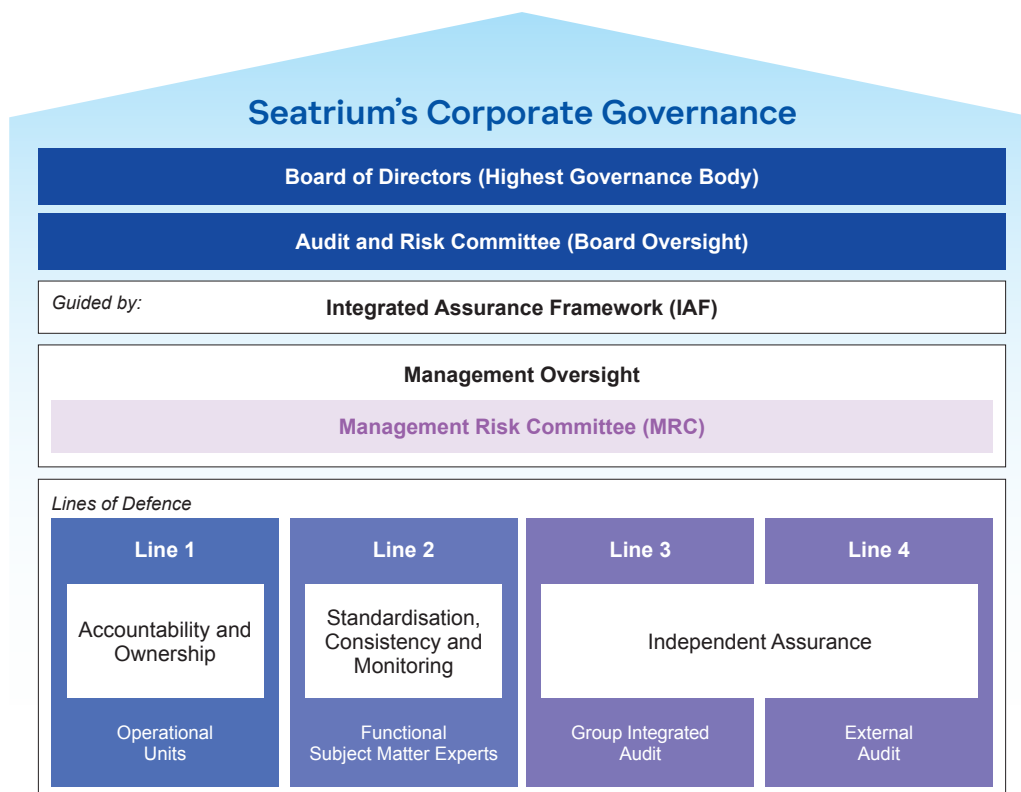 Seatrium's Corporate Governance
Board of Directors (Highest Governance Body)
Audit and Risk Committee (Board Oversight)
Guided by:
Integrated Assurance Framework (IAF)
Management Oversight
Management Risk Committee (MRC)
Lines of Defence
Line 1
Accountability and
Ownership
Operational
Units
Line 2
Standardisation,
Consistency and
Monitoring
Functional
Subject Matter Experts
Line 3
Line 4
Independent Assurance
Group Integrated
Audit
External
Audit